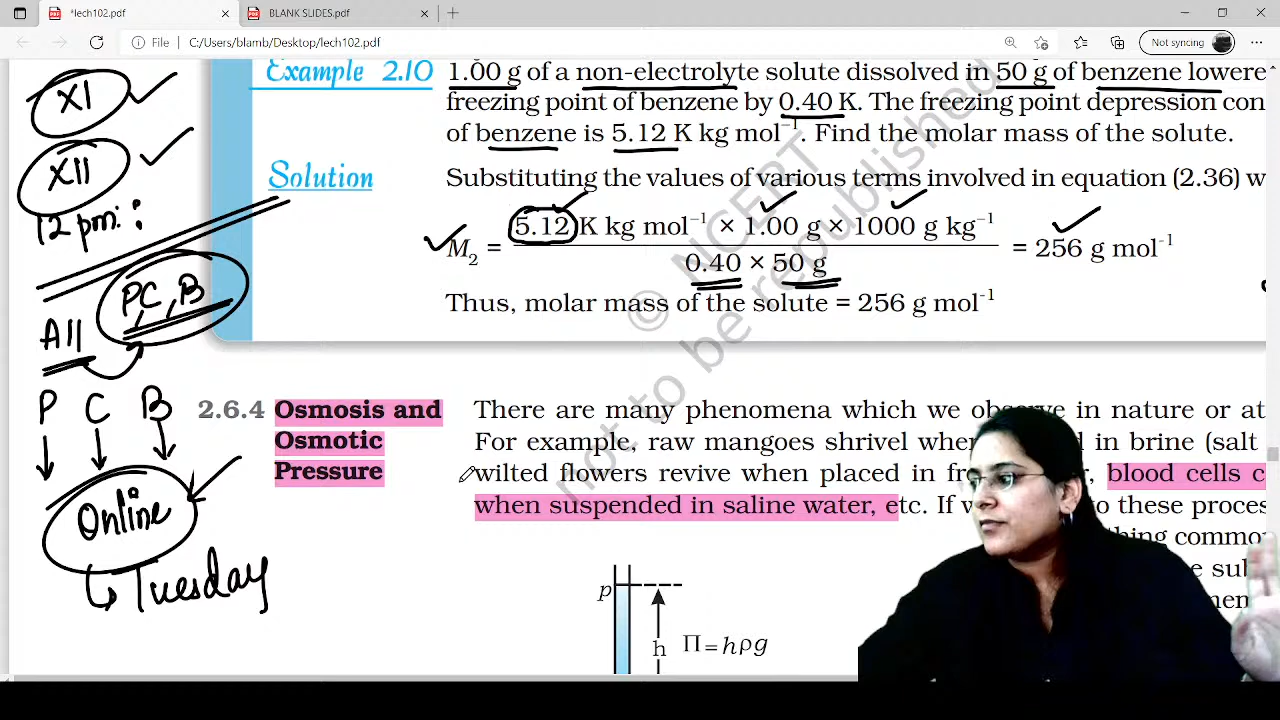 *lech102.pdf
BLANK SLIDES.pdf
File C:/Users/blamb/Desktop/lech102.pdf
Not syncing
XI
XII
12 pm:
PC, B
All
P C B
Online
Tuesday
Example 2.10
1.00 g of a non-electrolyte solute dissolved in 50 g of benzene lowere
freezing point of benzene by 0.40 K. The freezing point depression con
of benzene is 5.12 K kg mol⁻¹. Find the molar mass of the solute.
Solution
Substituting the values of various terms involved in equation (2.36) w
M₂ = 5.12 K kg mol⁻¹ × 1.00 g × 1000 g kg⁻¹ / 0.40 × 50 g = 256 g mol⁻¹
Thus, molar mass of the solute = 256 g mol⁻¹
© NCERT
not to be republished
2.6.4 Osmosis and
Osmotic
Pressure
There are many phenomena which we observe in nature or at
For example, raw mangoes shrivel when in brine (salt
wilted flowers revive when placed in blood cells c
when suspended in saline water, etc. If to these proces
thing common
sub
p
h
Π = hρg